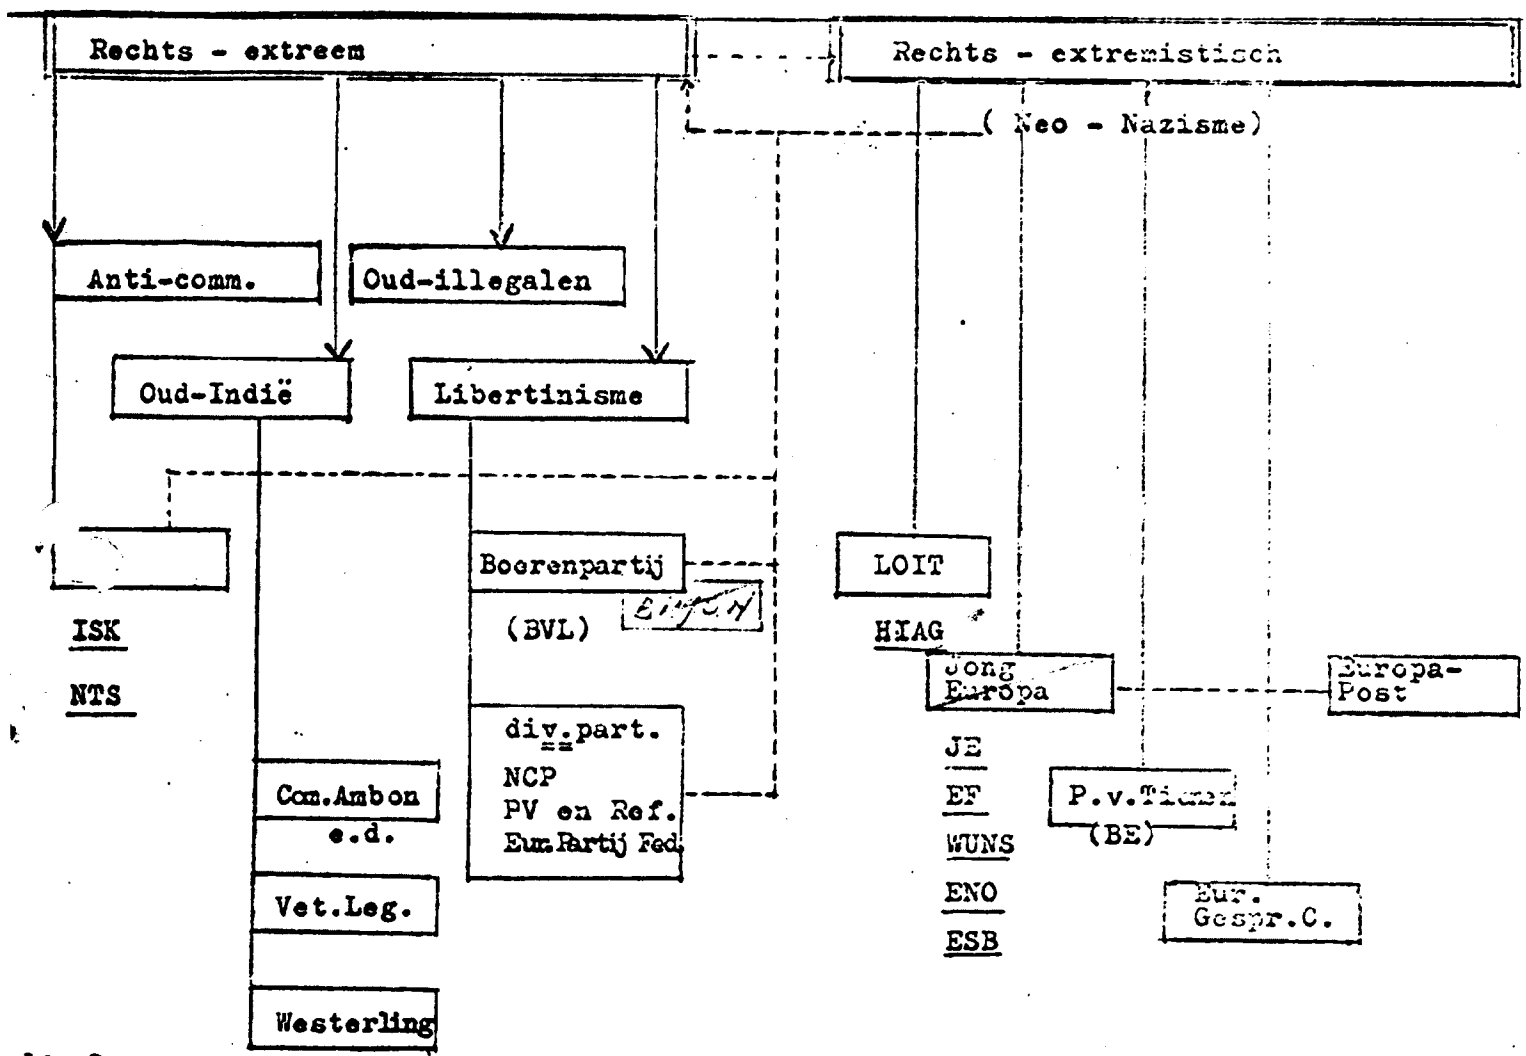 Rechts - extreem
Rechts - extremistisch
( Neo - Nazisme)
Anti-comm.
Oud-illegalen
Oud-Indië
Libertinisme
Boerenpartij
(BVL)
LOIT
HIAG
ISK
NTS
Jong
Europa
Europa-
Post
div.part.
NCP
PV en Ref.
Eur.Partij Fed.
JE
EF
WUNS
ENO
ESB
Com.Ambon
e.d.
P.v.Tienen
(BE)
Vet.Leg.
Eur.
Gespr.C.
Westerling